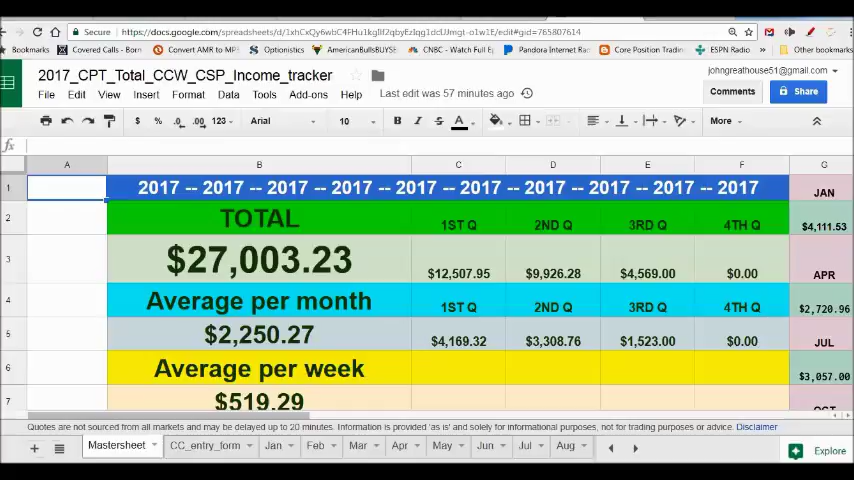 Secure https://docs.google.com/spreadsheets/d/1xhCxQy6wbC4PHu1kgIf2qbyEzIqg1dcUJmgt-o1w1E/edit#gid=765807614
Bookmarks Covered Calls - Born Convert AMR to MP3 Optionistics AmericanBullsBUYSE CNBC - Watch Full Ep Pandora Internet Rad Core Position Trading ESPN Radio Other bookmarks
2017_CPT_Total_CCW_CSP_Income_tracker
johngreathouse51@gmail.com
File Edit View Insert Format Data Tools Add-ons Help Last edit was 57 minutes ago
Comments Share
$ % .0 .00 123 Arial 10 B I S A More
fx
A B C D E F G
1 2017 -- 2017 -- 2017 -- 2017 -- 2017 -- 2017 -- 2017 -- 2017 -- 2017 -- 2017 JAN
2 TOTAL 1ST Q 2ND Q 3RD Q 4TH Q $4,111.53
3 $27,003.23 $12,507.95 $9,926.28 $4,569.00 $0.00 APR
4 Average per month 1ST Q 2ND Q 3RD Q 4TH Q $2,720.96
5 $2,250.27 $4,169.32 $3,308.76 $1,523.00 $0.00 JUL
6 Average per week $3,057.00
7 $519.29 OCT
Quotes are not sourced from all markets and may be delayed up to 20 minutes. Information is provided 'as is' and solely for informational purposes, not for trading purposes or advice. Disclaimer
Mastersheet CC_entry_form Jan Feb Mar Apr May Jun Jul Aug Explore